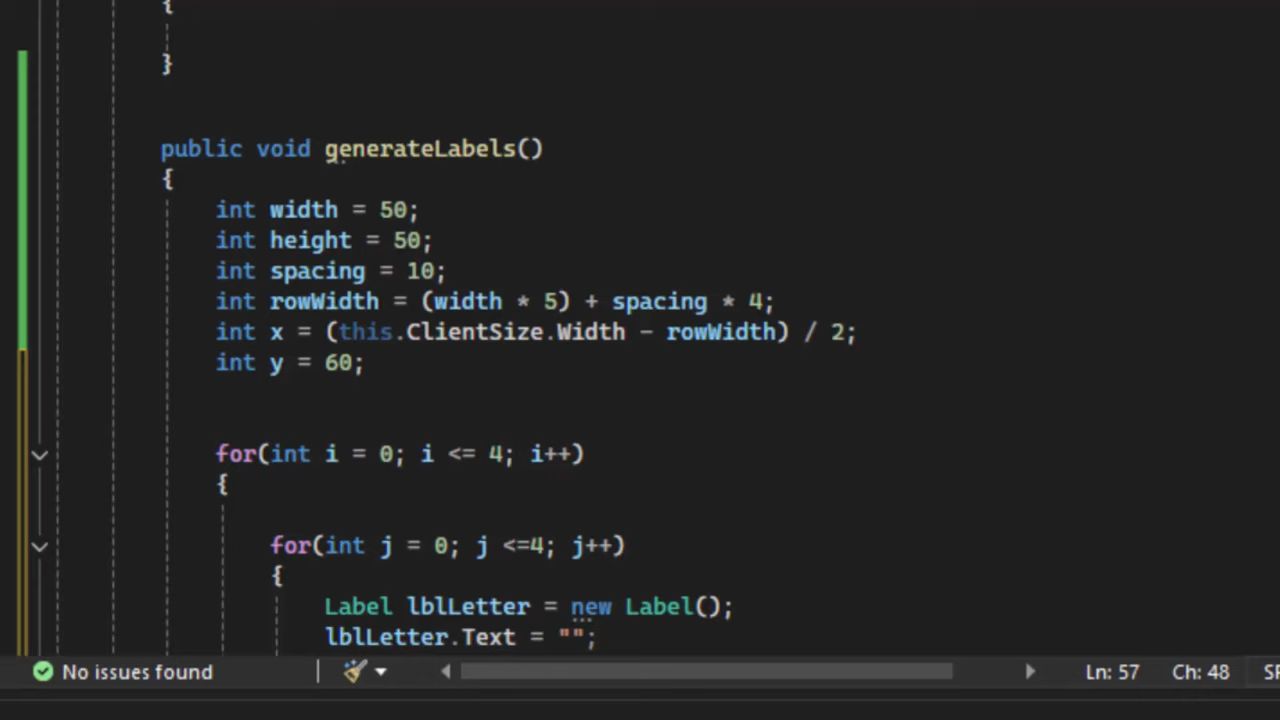 {
}
public void generateLabels()
{
int width = 50;
int height = 50;
int spacing = 10;
int rowWidth = (width * 5) + spacing * 4;
int x = (this.ClientSize.Width - rowWidth) / 2;
int y = 60;
for(int i = 0; i <= 4; i++)
{
for(int j = 0; j <=4; j++)
{
Label lblLetter = new Label();
lblLetter.Text = "";
No issues found
Ln: 57 Ch: 48